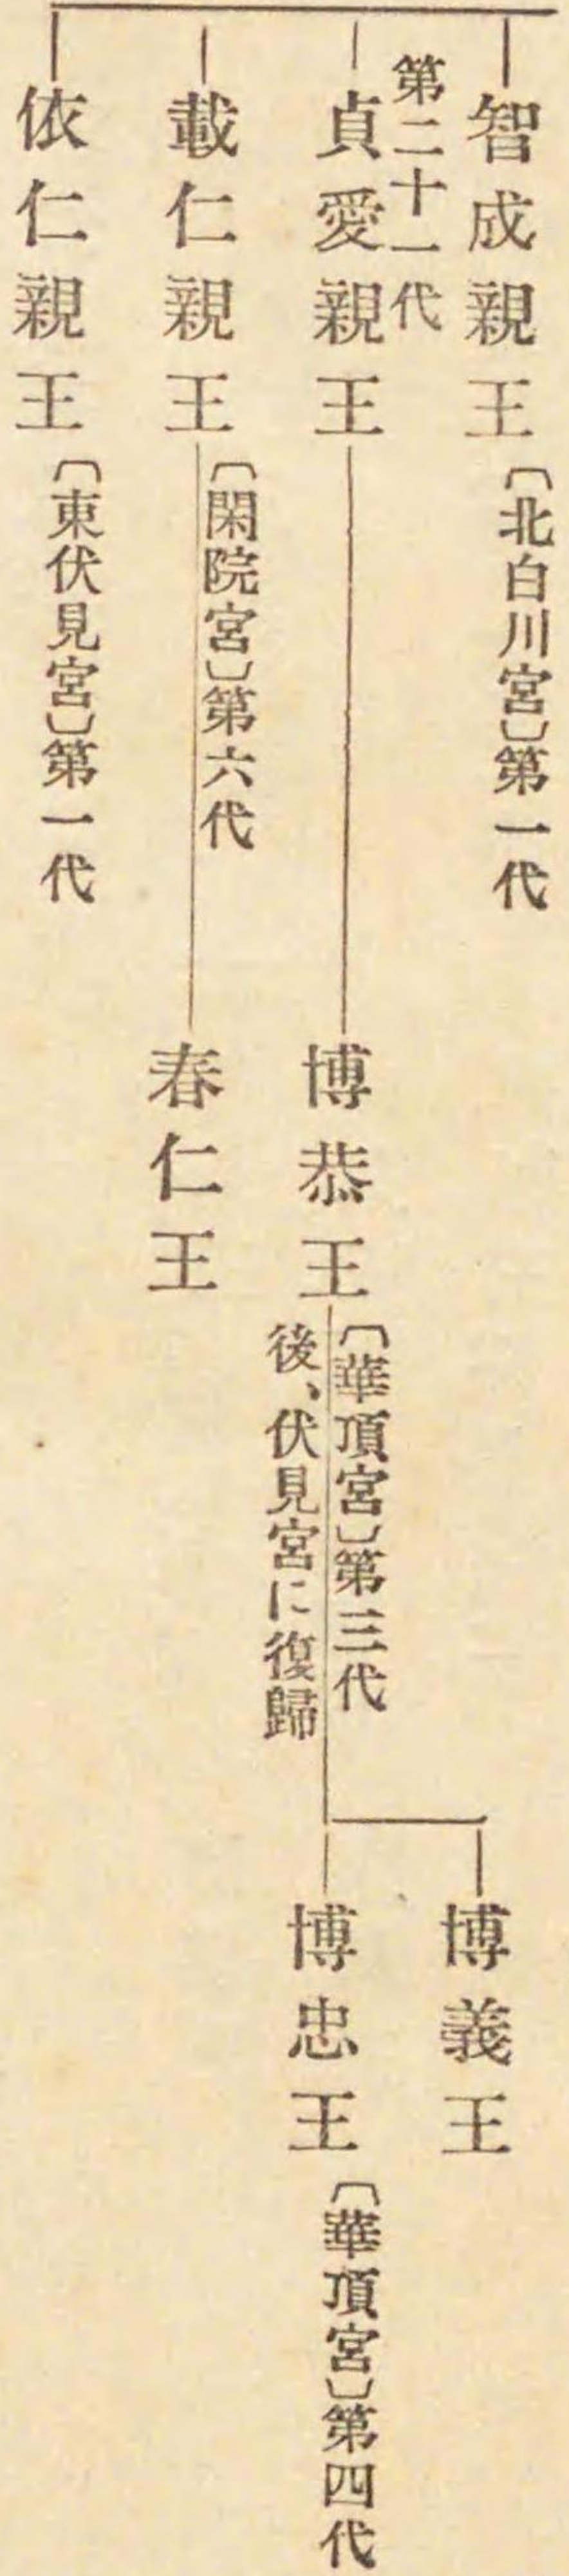 智成親王
〔北白川宮〕第一代
第二十一代
貞愛親王
博恭王
〔華頂宮〕第三代
後、伏見宮に復歸
博義王
博忠王
〔華頂宮〕第四代
載仁親王
〔閑院宮〕第六代
春仁王
依仁親王
〔東伏見宮〕第一代